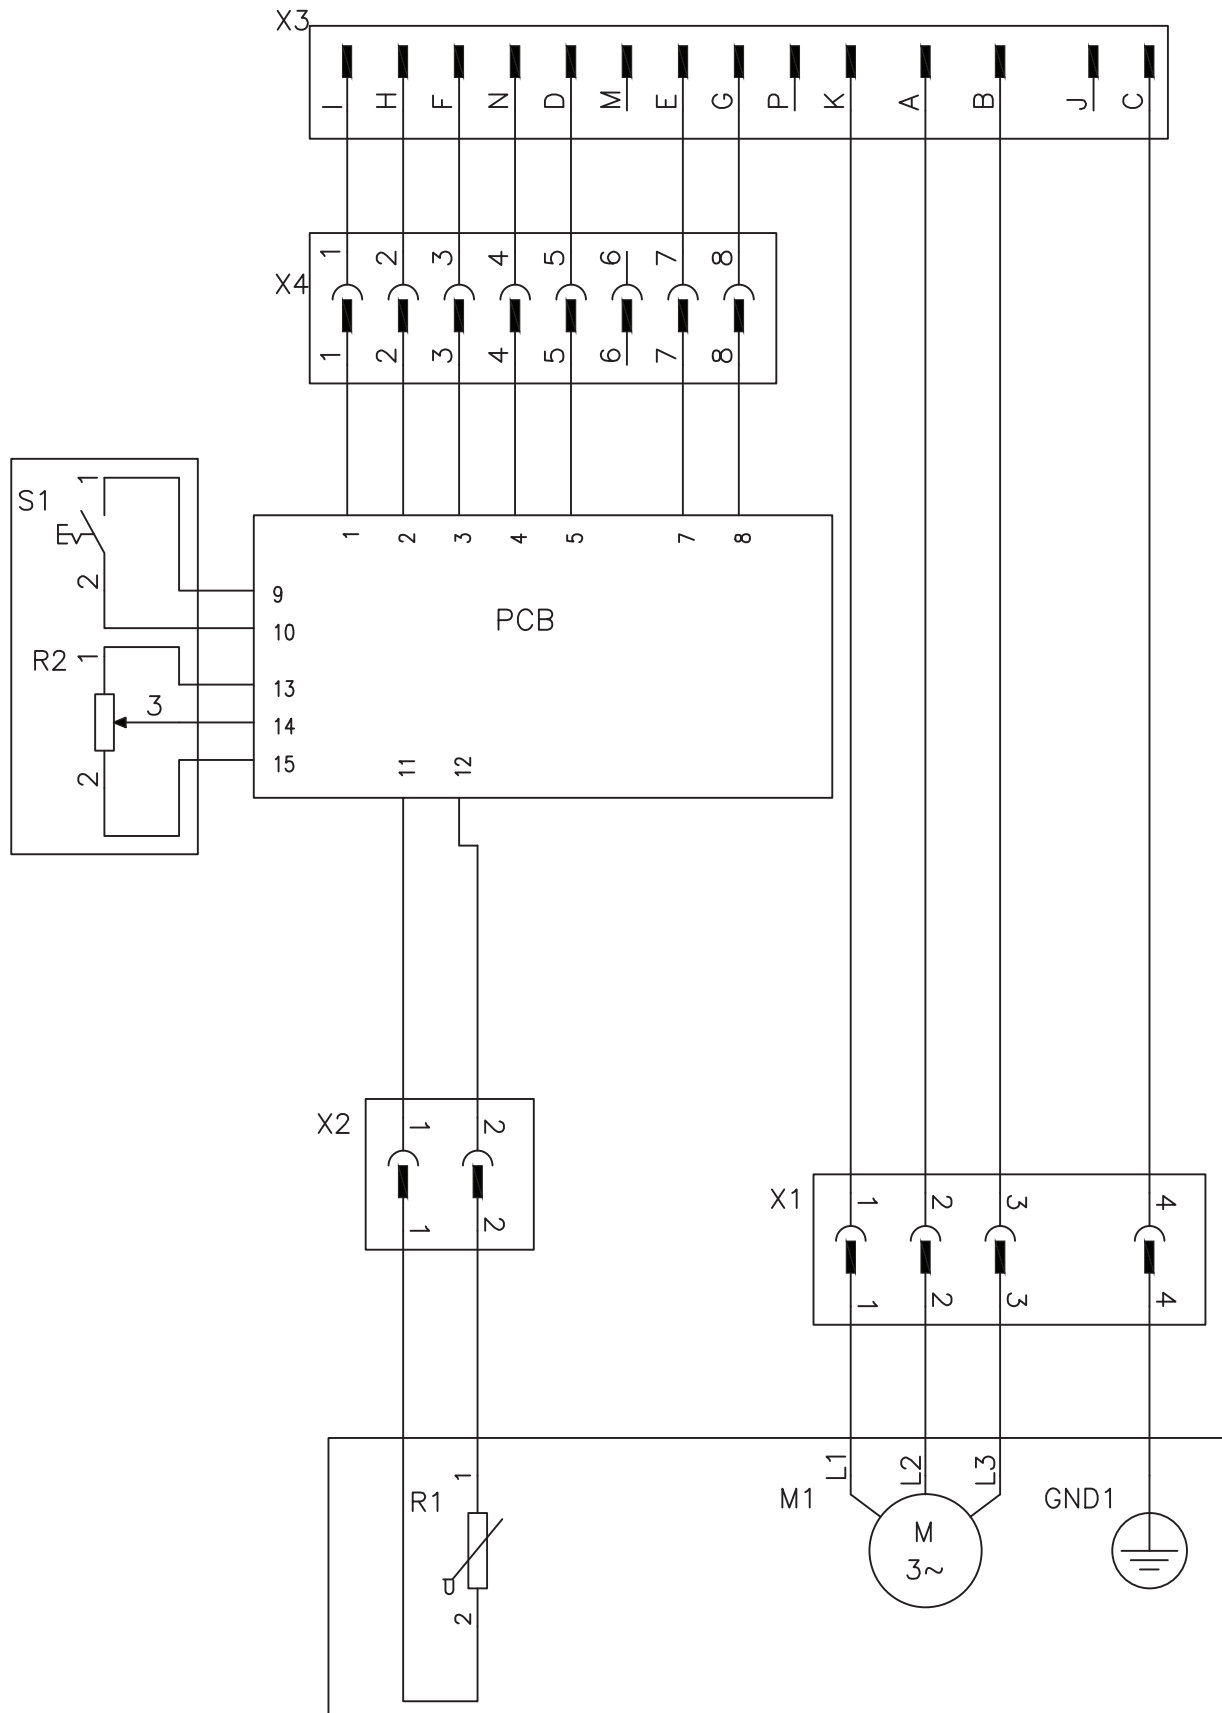 X3
I H F N D M E G P K A B J C
1 2 3 4 5 6 7 8
X4
1 2 3 4 5 6 7 8
S1
1
2
1 2 3 4 5 7 8
9
PCB
10
R2
1
13
3
14
2
15
11 12
X2
1 2
1 2
X1
1 2 3 4
1 2 3 4
L1 L2 L3
R1
1
M1
GND1
M
3~
U
2